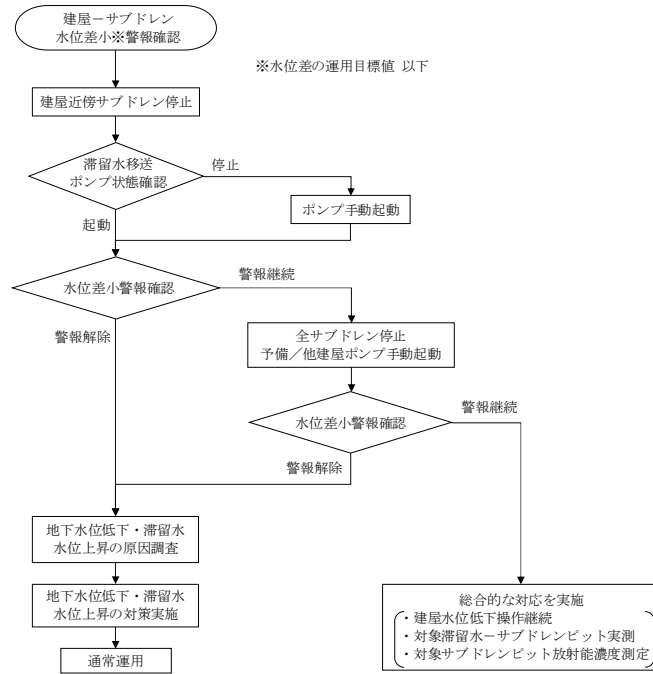 建屋－サブドレン
水位差小※警報確認
※水位差の運用目標値 以下
建屋近傍サブドレン停止
滞留水移送
ポンプ状態確認
停止
ポンプ手動起動
起動
水位差小警報確認
警報継続
警報解除
全サブドレン停止
予備／他建屋ポンプ手動起動
水位差小警報確認
警報継続
警報解除
地下水位低下・滞留水
水位上昇の原因調査
地下水位低下・滞留水
水位上昇の対策実施
通常運用
総合的な対応を実施
・建屋水位低下操作継続
・対象滞留水－サブドレンピット実測
・対象サブドレンピット放射能濃度測定